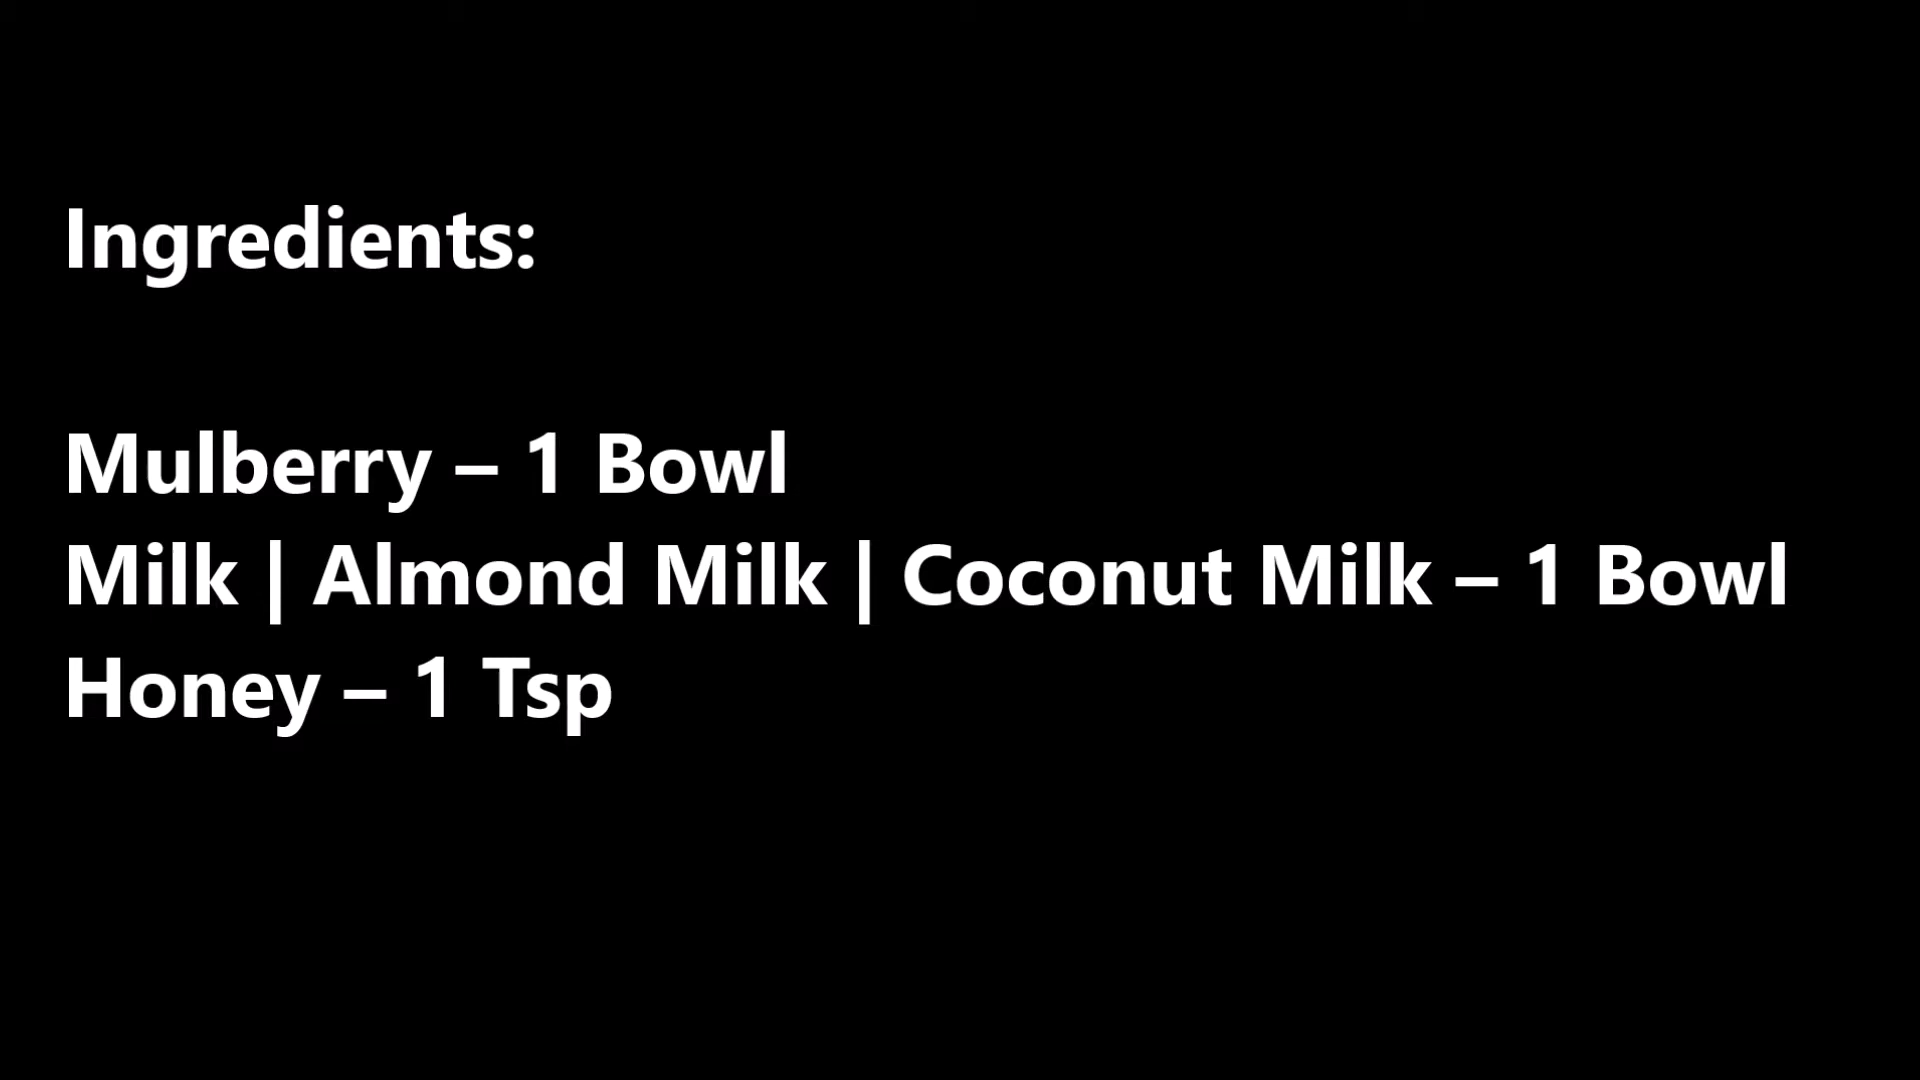 Ingredients:
Mulberry – 1 Bowl
Milk | Almond Milk | Coconut Milk – 1 Bowl
Honey – 1 Tsp